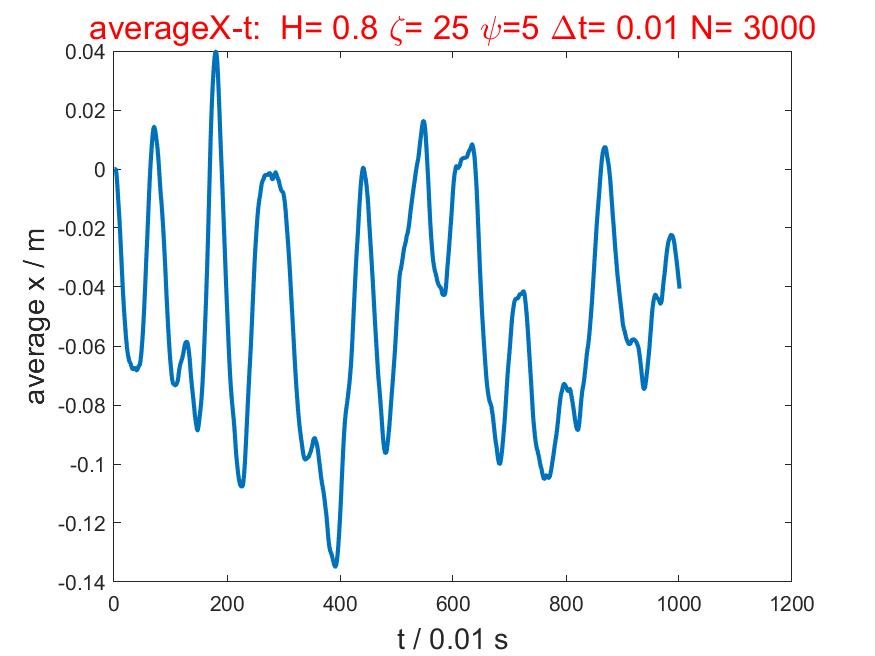 averageX-t: H= 0.8 ζ= 25 ψ=5 Δt= 0.01 N= 3000
0.04
0.02
0
-0.02
-0.04
-0.06
-0.08
-0.1
-0.12
-0.14
average x / m
0 200 400 600 800 1000 1200
t / 0.01 s